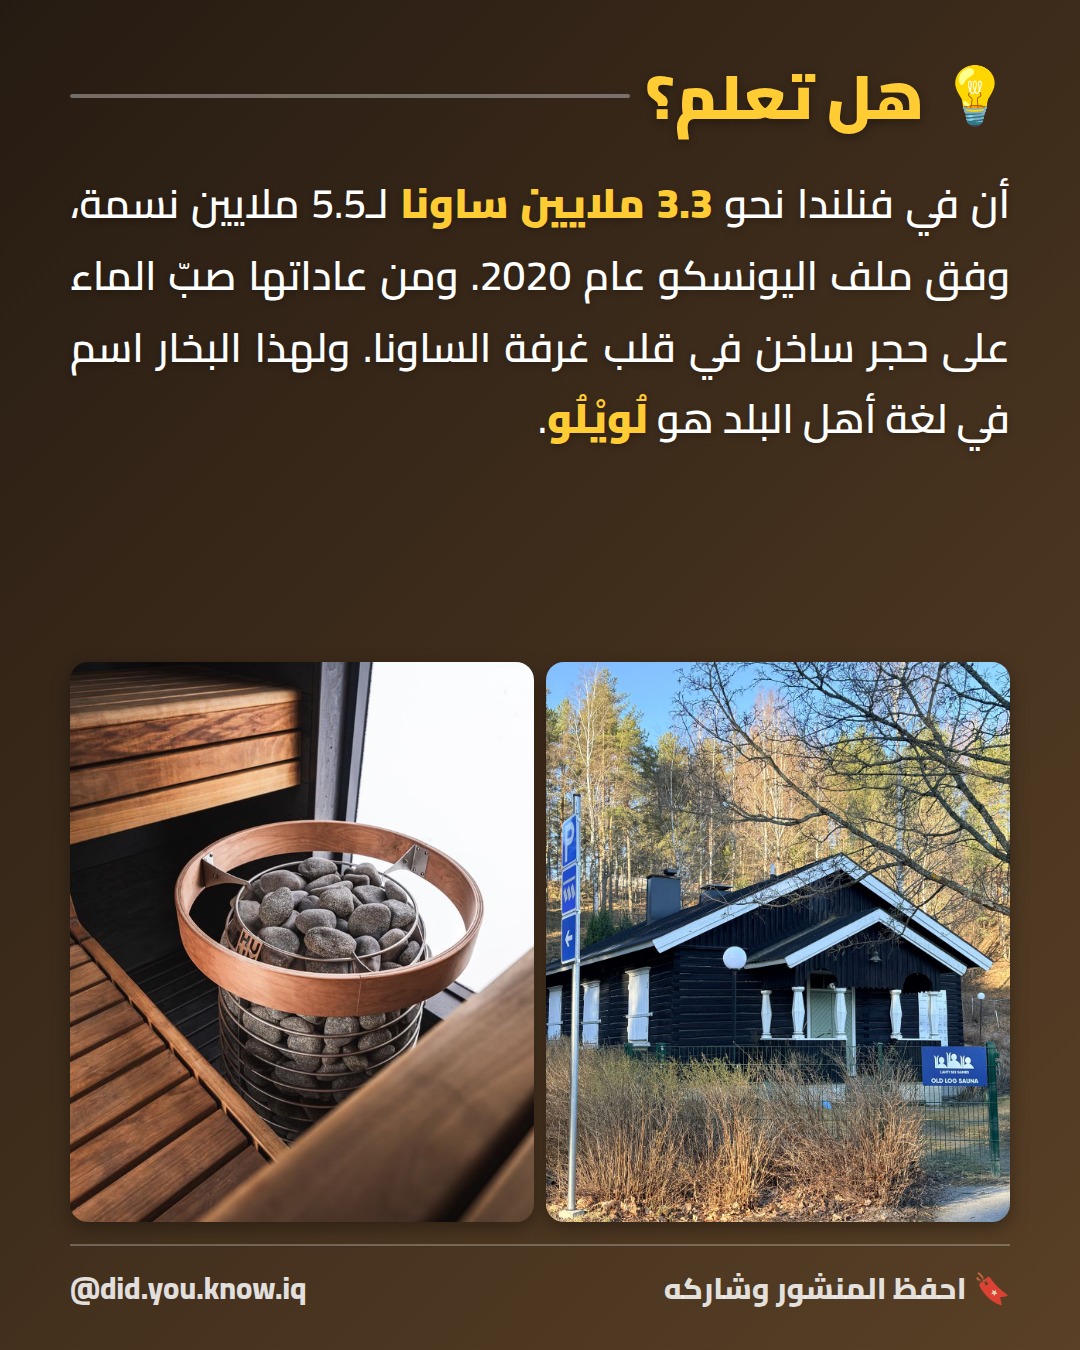 💡 هل تعلم؟
أن في فنلندا نحو 3.3 ملايين ساونا لـ5.5 ملايين نسمة،
وفق ملف اليونسكو عام 2020. ومن عاداتها صبّ الماء
على حجر ساخن في قلب غرفة الساونا. ولهذا البخار اسم
في لغة أهل البلد هو لُويْلُو.
HU
P
OLD LOG SAUNA
🔖 احفظ المنشور وشاركه
@did.you.know.iq